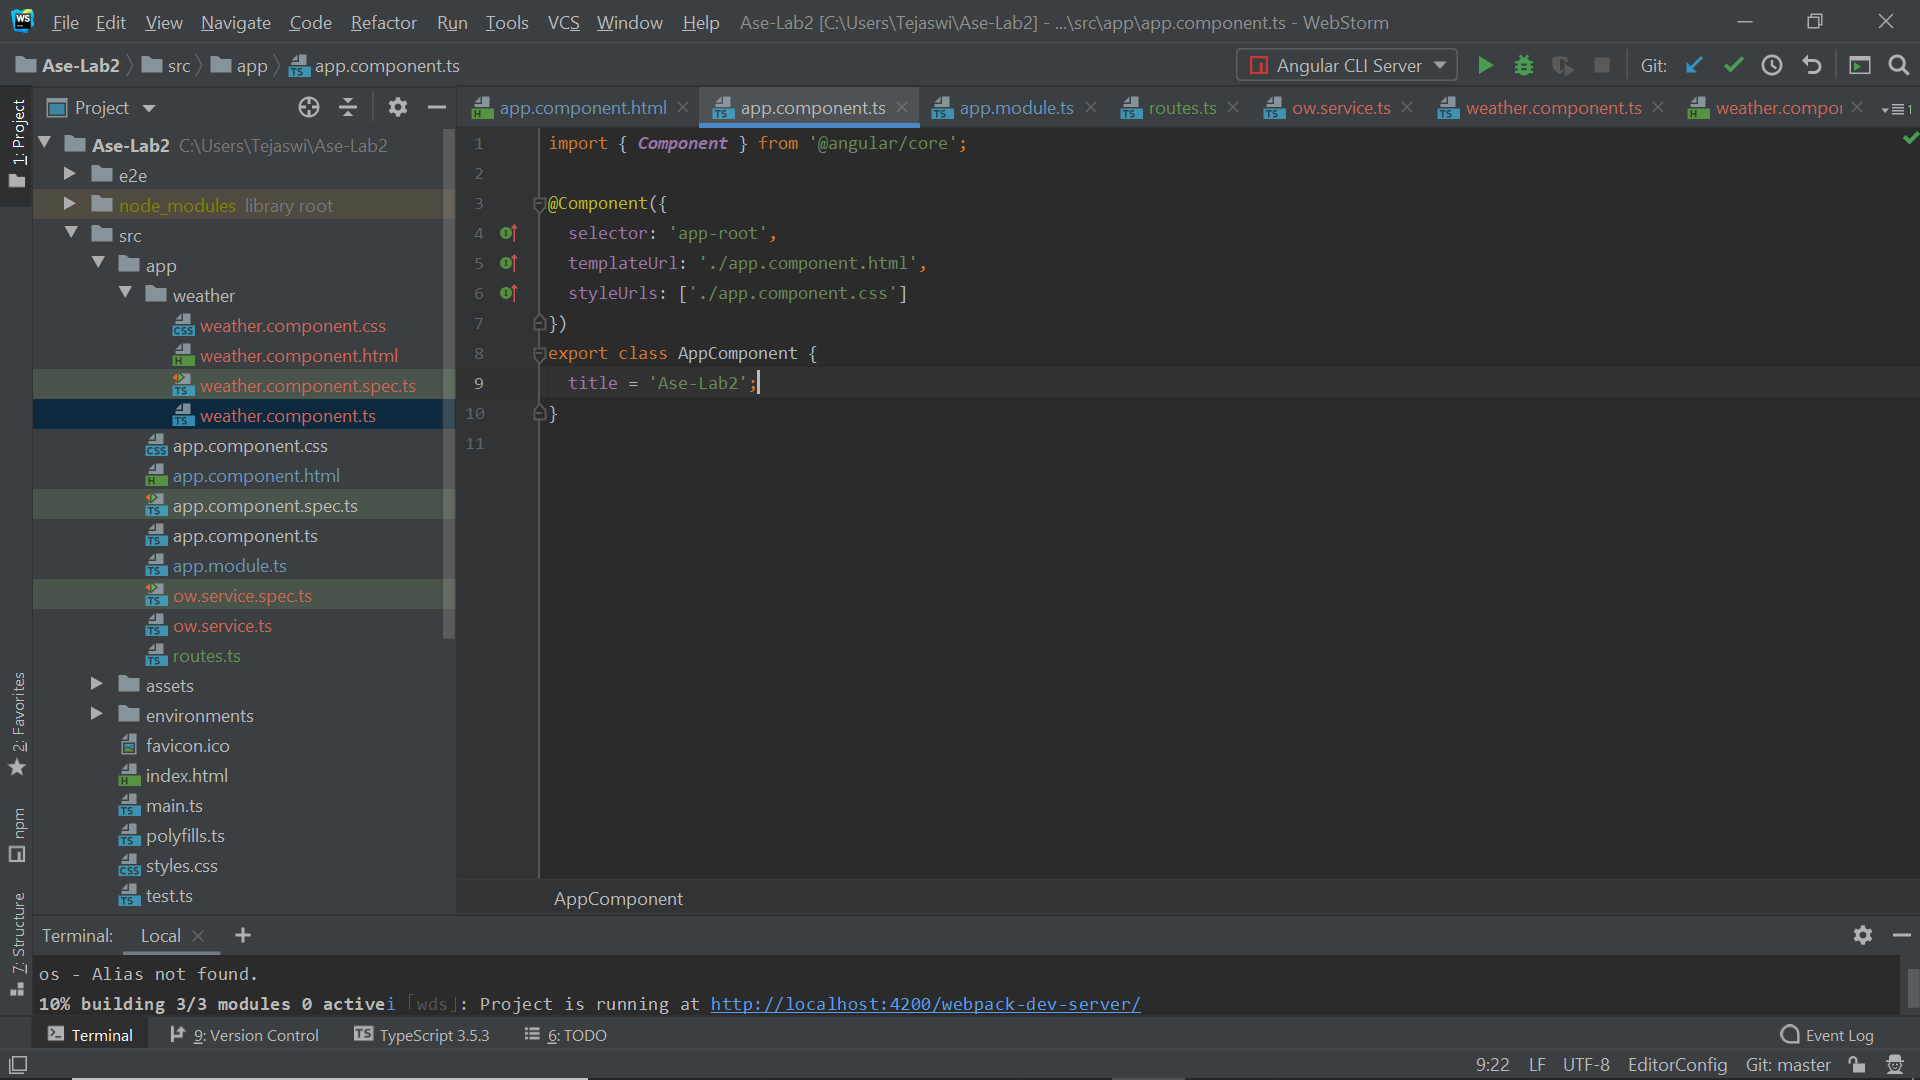 WS File Edit View Navigate Code Refactor Run Tools VCS Window Help Ase-Lab2 [C:\Users\Tejaswi\Ase-Lab2] - ...\src\app\app.component.ts - WebStorm
Ase-Lab2 src app app.component.ts Angular CLI Server Git:
Project
app.component.html app.component.ts app.module.ts routes.ts ow.service.ts weather.component.ts weather.compo 1
1: Project
2: Favorites
npm
7: Structure
Ase-Lab2 C:\Users\Tejaswi\Ase-Lab2
e2e
node_modules library root
src
app
weather
weather.component.css
weather.component.html
weather.component.spec.ts
weather.component.ts
app.component.css
app.component.html
app.component.spec.ts
app.component.ts
app.module.ts
ow.service.spec.ts
ow.service.ts
routes.ts
assets
environments
favicon.ico
index.html
main.ts
polyfills.ts
styles.css
test.ts
1 import { Component } from '@angular/core';
2
3 @Component({
4 selector: 'app-root',
5 templateUrl: './app.component.html',
6 styleUrls: ['./app.component.css']
7 })
8 export class AppComponent {
9 title = 'Ase-Lab2';
10 }
11
AppComponent
Terminal: Local
os - Alias not found.
10% building 3/3 modules 0 activei ｢wds｣: Project is running at http://localhost:4200/webpack-dev-server/
Terminal 9: Version Control TypeScript 3.5.3 6: TODO Event Log
9:22 LF UTF-8 EditorConfig Git: master